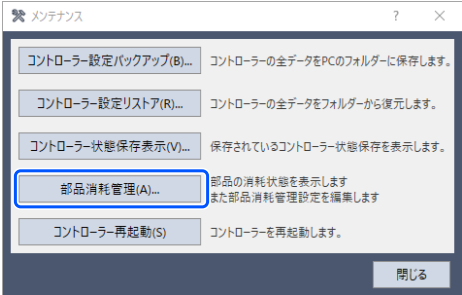 メンテナンス
?
コントローラー設定バックアップ(B)...
コントローラーの全データをPCのフォルダーに保存します。
コントローラー設定リストア(R)...
コントローラーの全データをフォルダーから復元します。
コントローラー状態保存表示(V)...
保存されているコントローラー状態保存を表示します。
部品消耗管理(A)...
部品の消耗状態を表示します
また部品消耗管理設定を編集します
コントローラー再起動(S)
コントローラーを再起動します。
閉じる